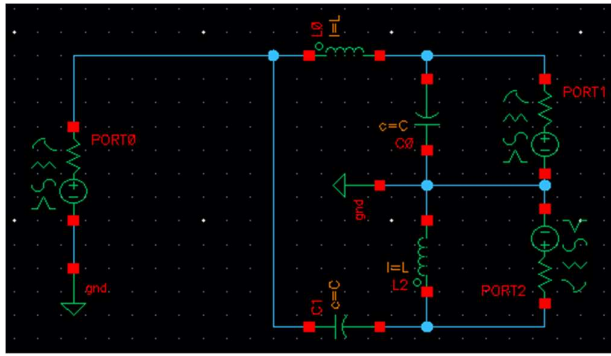 L0
l=L
PORT0
PORT1
c=C
C0
gnd
gnd
l=L
L2
C1
c=C
PORT2